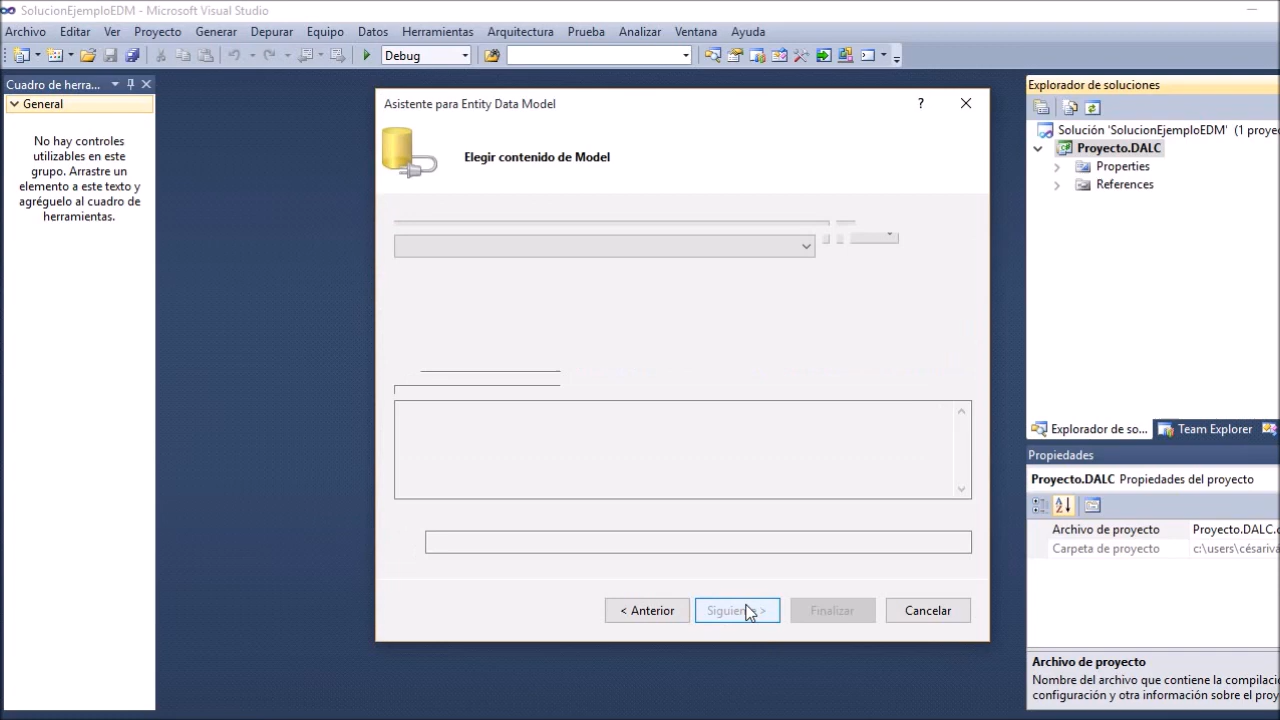 SolucionEjemploEDM - Microsoft Visual Studio
Archivo Editar Ver Proyecto Generar Depurar Equipo Datos Herramientas Arquitectura Prueba Analizar Ventana Ayuda
Debug
Cuadro de herra...
General
No hay controles
utilizables en este
grupo. Arrastre un
elemento a este texto y
agréguelo al cuadro de
herramientas.
Asistente para Entity Data Model
?
Elegir contenido de Model
< Anterior
Siguiente >
Finalizar
Cancelar
Explorador de soluciones
Solución 'SolucionEjemploEDM' (1 proye
Proyecto.DALC
Properties
References
Explorador de so... Team Explorer
Propiedades
Proyecto.DALC Propiedades del proyecto
Archivo de proyecto Proyecto.DALC.
Carpeta de proyecto c:\users\césariva
Archivo de proyecto
Nombre del archivo que contiene la compilaci
configuración y otra información sobre el proy